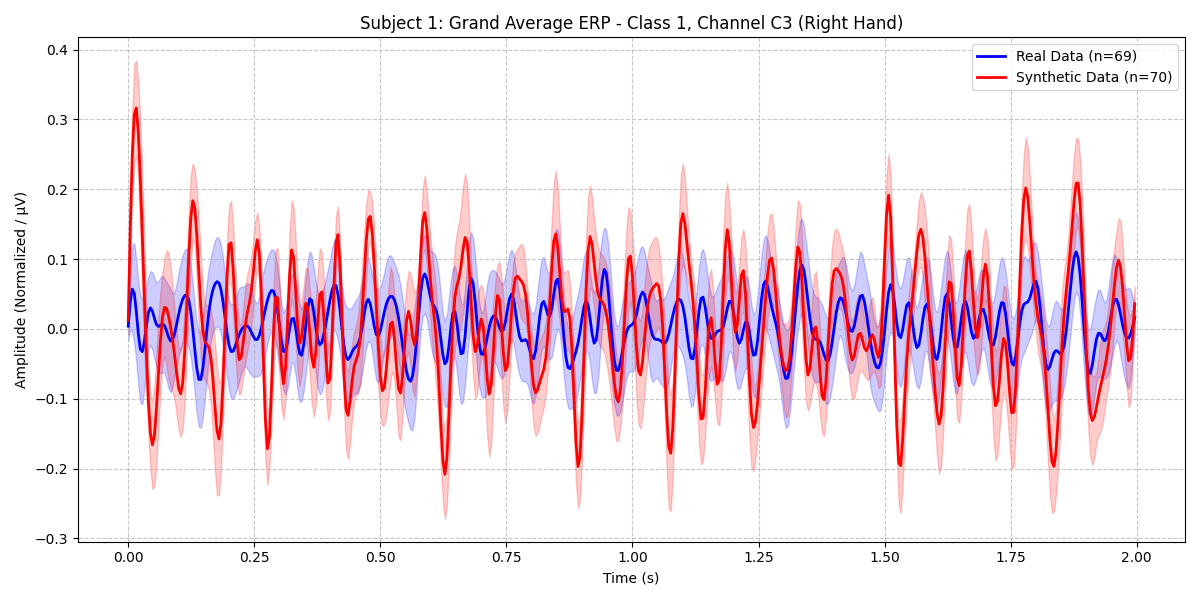 Subject 1: Grand Average ERP - Class 1, Channel C3 (Right Hand)
Real Data (n=69)
Synthetic Data (n=70)
Amplitude (Normalized / μV)
0.4
0.3
0.2
0.1
0.0
−0.1
−0.2
−0.3
0.00 0.25 0.50 0.75 1.00 1.25 1.50 1.75 2.00
Time (s)